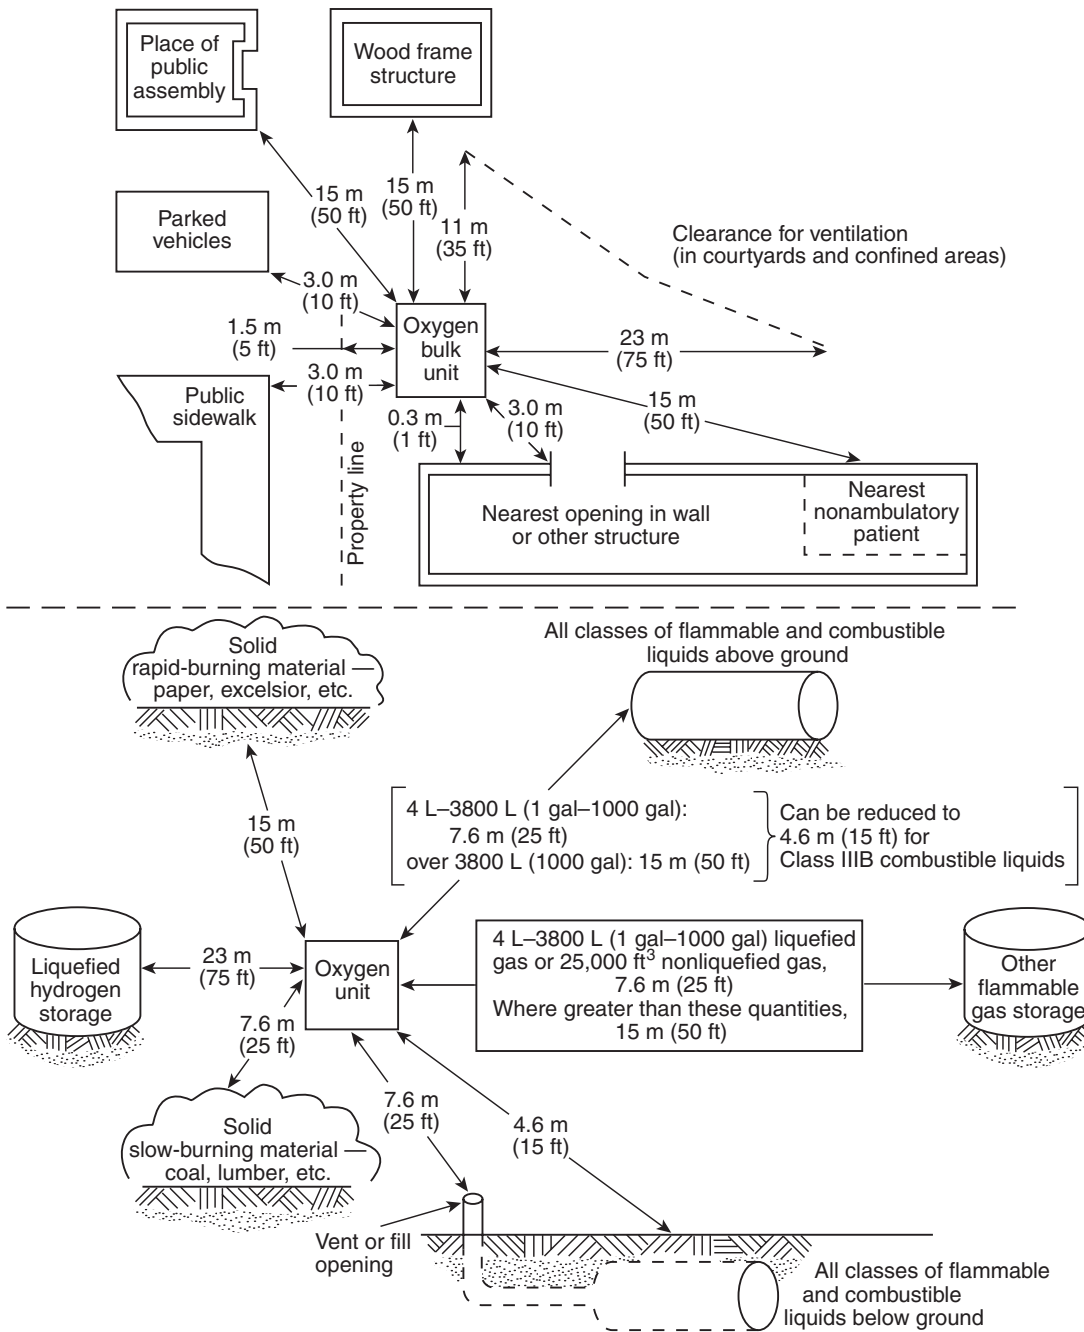 Place of
public
assembly
Wood frame
structure
15 m
(50 ft)
15 m
(50 ft)
11 m
(35 ft)
Parked
vehicles
Clearance for ventilation
(in courtyards and confined areas)
3.0 m
(10 ft)
Oxygen
bulk
unit
1.5 m
(5 ft)
23 m
(75 ft)
3.0 m
(10 ft)
Public
sidewalk
0.3 m
(1 ft)
3.0 m
(10 ft)
15 m
(50 ft)
Property line
Nearest opening in wall
or other structure
Nearest
nonambulatory
patient
Solid
rapid-burning material —
paper, excelsior, etc.
All classes of flammable and combustible
liquids above ground
15 m
(50 ft)
4 L–3800 L (1 gal–1000 gal):
7.6 m (25 ft)
over 3800 L (1000 gal): 15 m (50 ft)
Can be reduced to
4.6 m (15 ft) for
Class IIIB combustible liquids
Liquefied
hydrogen
storage
23 m
(75 ft)
Oxygen
unit
4 L–3800 L (1 gal–1000 gal) liquefied
gas or 25,000 ft³ nonliquefied gas,
7.6 m (25 ft)
Where greater than these quantities,
15 m (50 ft)
Other
flammable
gas storage
7.6 m
(25 ft)
Solid
slow-burning material —
coal, lumber, etc.
7.6 m
(25 ft)
4.6 m
(15 ft)
Vent or fill
opening
All classes of flammable
and combustible
liquids below ground